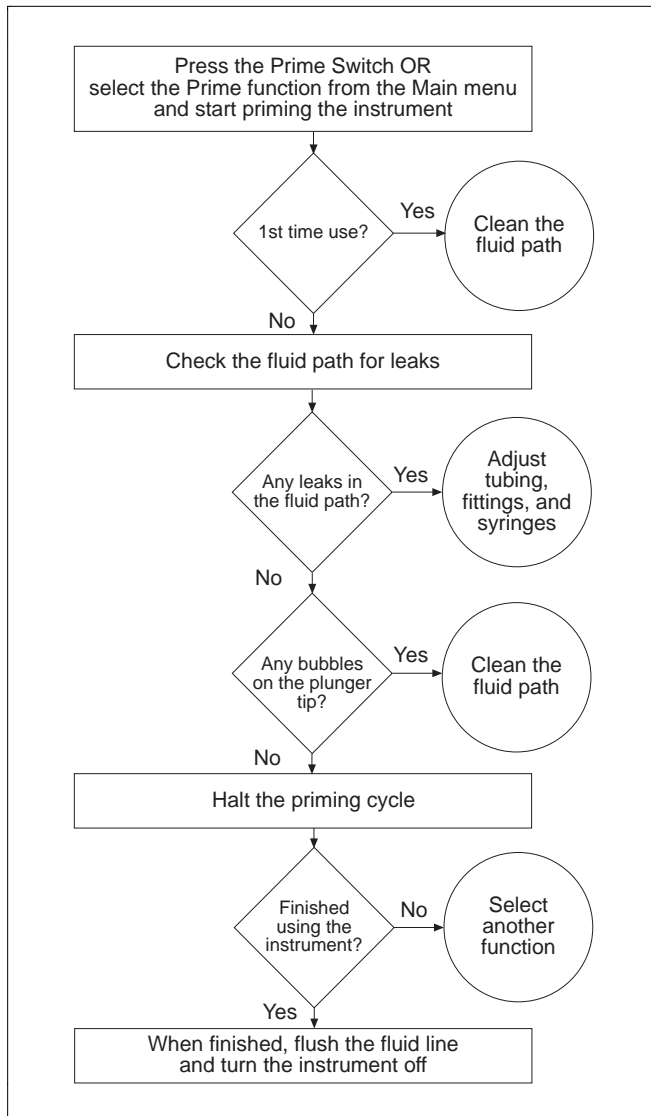 Press the Prime Switch OR
select the Prime function from the Main menu
and start priming the instrument
1st time use?
Yes
Clean the
fluid path
No
Check the fluid path for leaks
Any leaks in
the fluid path?
Yes
Adjust
tubing,
fittings, and
syringes
No
Any bubbles
on the plunger
tip?
Yes
Clean the
fluid path
No
Halt the priming cycle
Finished
using the
instrument?
No
Select
another
function
Yes
When finished, flush the fluid line
and turn the instrument off